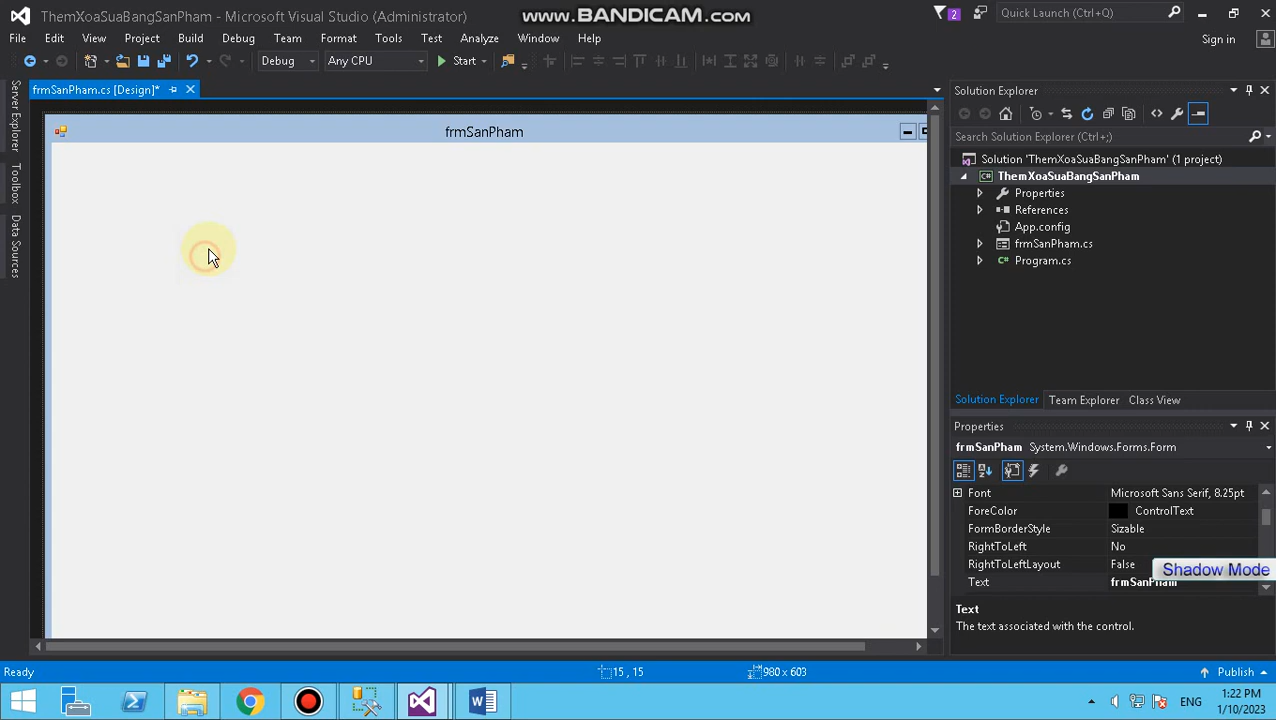 ThemXoaSuaBangSanPham - Microsoft Visual Studio (Administrator)
www.BANDICAM.com
2
Quick Launch (Ctrl+Q)
File Edit View Project Build Debug Team Format Tools Test Analyze Window Help
Sign in
Debug Any CPU Start
frmSanPham.cs [Design]*
Solution Explorer
Server Explorer
Toolbox
Data Sources
frmSanPham
Search Solution Explorer (Ctrl+;)
Solution 'ThemXoaSuaBangSanPham' (1 project)
ThemXoaSuaBangSanPham
Properties
References
App.config
frmSanPham.cs
Program.cs
Solution Explorer Team Explorer Class View
Properties
frmSanPham System.Windows.Forms.Form
Font Microsoft Sans Serif, 8.25pt
ForeColor ControlText
FormBorderStyle Sizable
RightToLeft No
RightToLeftLayout False
Shadow Mode
Text frmSanPham
Text
The text associated with the control.
Ready 15 , 15 980 x 603 Publish
ENG
1:22 PM
1/10/2023